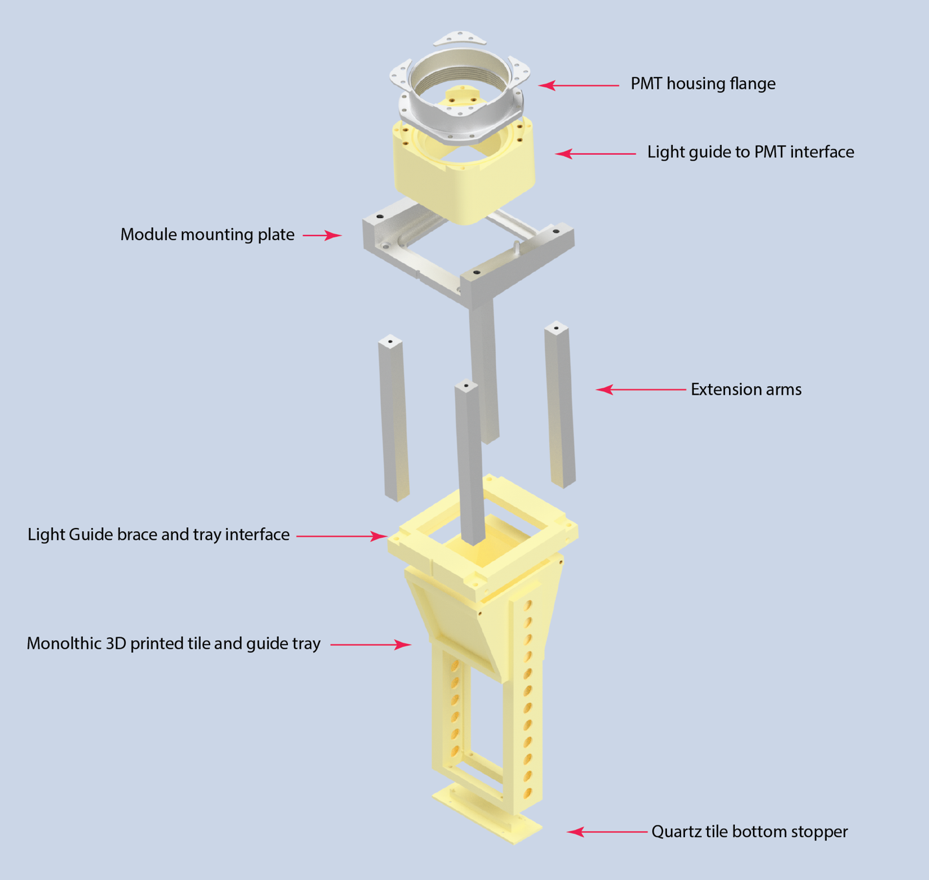 PMT housing flange
Light guide to PMT interface
Module mounting plate
Extension arms
Light Guide brace and tray interface
Monolthic 3D printed tile and guide tray
Quartz tile bottom stopper